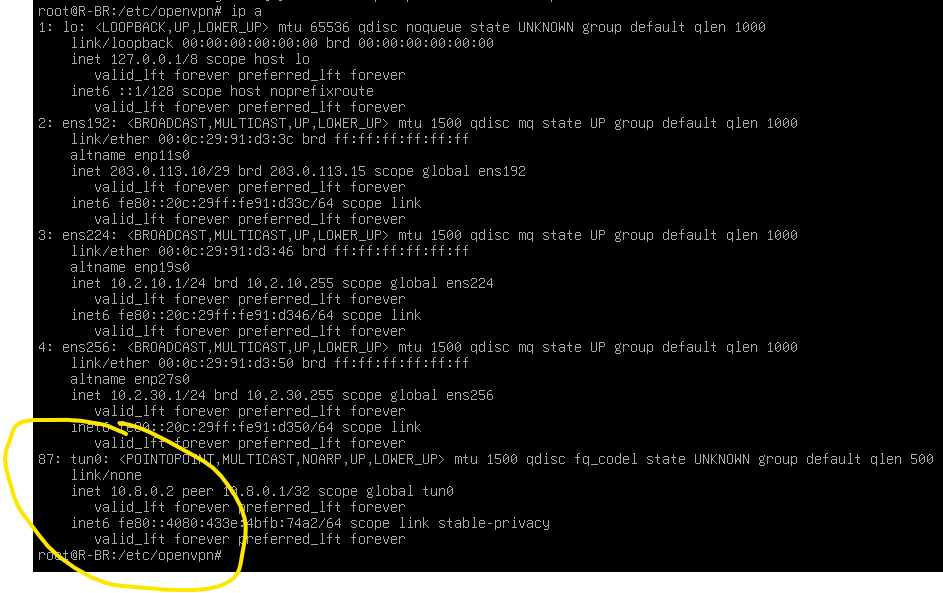 root@R-BR:/etc/openvpn# ip a
1: lo: <LOOPBACK,UP,LOWER_UP> mtu 65536 qdisc noqueue state UNKNOWN group default qlen 1000
link/loopback 00:00:00:00:00:00 brd 00:00:00:00:00:00
inet 127.0.0.1/8 scope host lo
valid_lft forever preferred_lft forever
inet6 ::1/128 scope host noprefixroute
valid_lft forever preferred_lft forever
2: ens192: <BROADCAST,MULTICAST,UP,LOWER_UP> mtu 1500 qdisc mq state UP group default qlen 1000
link/ether 00:0c:29:91:d3:3c brd ff:ff:ff:ff:ff:ff
altname enp11s0
inet 203.0.113.10/29 brd 203.0.113.15 scope global ens192
valid_lft forever preferred_lft forever
inet6 fe80::20c:29ff:fe91:d33c/64 scope link
valid_lft forever preferred_lft forever
3: ens224: <BROADCAST,MULTICAST,UP,LOWER_UP> mtu 1500 qdisc mq state UP group default qlen 1000
link/ether 00:0c:29:91:d3:46 brd ff:ff:ff:ff:ff:ff
altname enp19s0
inet 10.2.10.1/24 brd 10.2.10.255 scope global ens224
valid_lft forever preferred_lft forever
inet6 fe80::20c:29ff:fe91:d346/64 scope link
valid_lft forever preferred_lft forever
4: ens256: <BROADCAST,MULTICAST,UP,LOWER_UP> mtu 1500 qdisc mq state UP group default qlen 1000
link/ether 00:0c:29:91:d3:50 brd ff:ff:ff:ff:ff:ff
altname enp27s0
inet 10.2.30.1/24 brd 10.2.30.255 scope global ens256
valid_lft forever preferred_lft forever
inet6 fe80::20c:29ff:fe91:d350/64 scope link
valid_lft forever preferred_lft forever
87: tun0: <POINTOPOINT,MULTICAST,NOARP,UP,LOWER_UP> mtu 1500 qdisc fq_codel state UNKNOWN group default qlen 500
link/none
inet 10.8.0.2 peer 10.8.0.1/32 scope global tun0
valid_lft forever preferred_lft forever
inet6 fe80::4080:433e:4bfb:74a2/64 scope link stable-privacy
valid_lft forever preferred_lft forever
root@R-BR:/etc/openvpn#